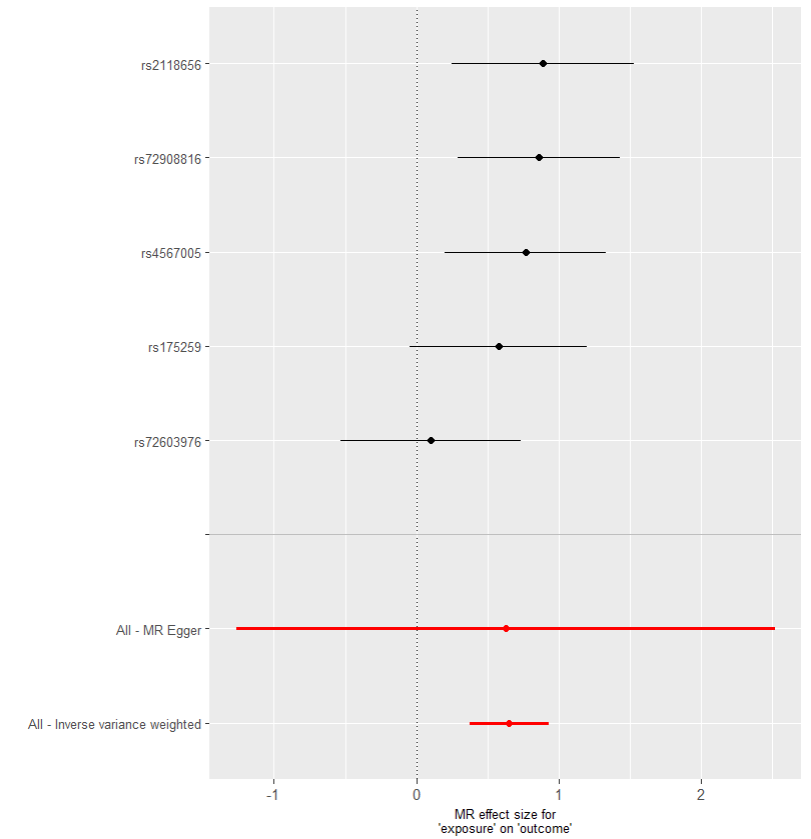 rs2118656
rs72908816
rs4567005
rs175259
rs72603976
All - MR Egger
All - Inverse variance weighted
-1 0 1 2
MR effect size for
'exposure' on 'outcome'